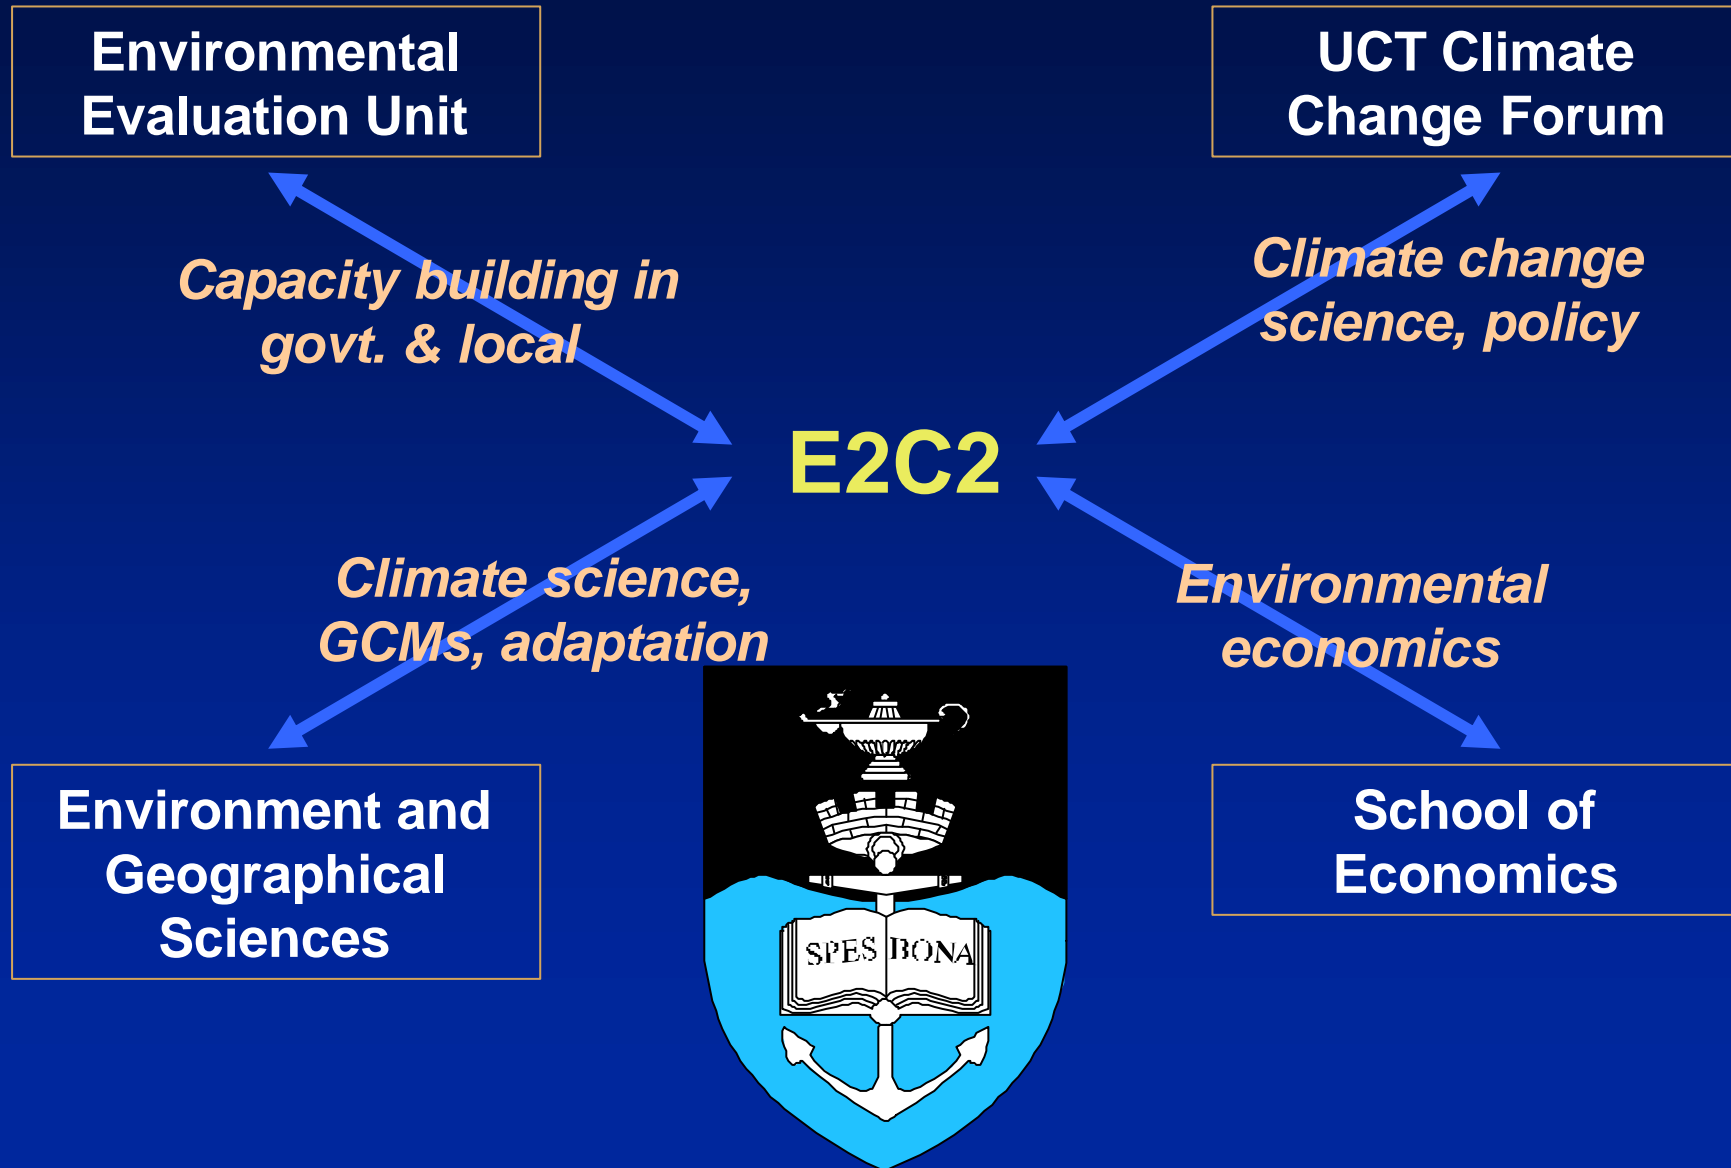 Environmental
Evaluation Unit
UCT Climate
Change Forum
Capacity building in
govt. & local
Climate change
science, policy
E2C2
Climate science,
GCMs, adaptation
Environmental
economics
Environment and
Geographical
Sciences
School of
Economics
SPES BONA